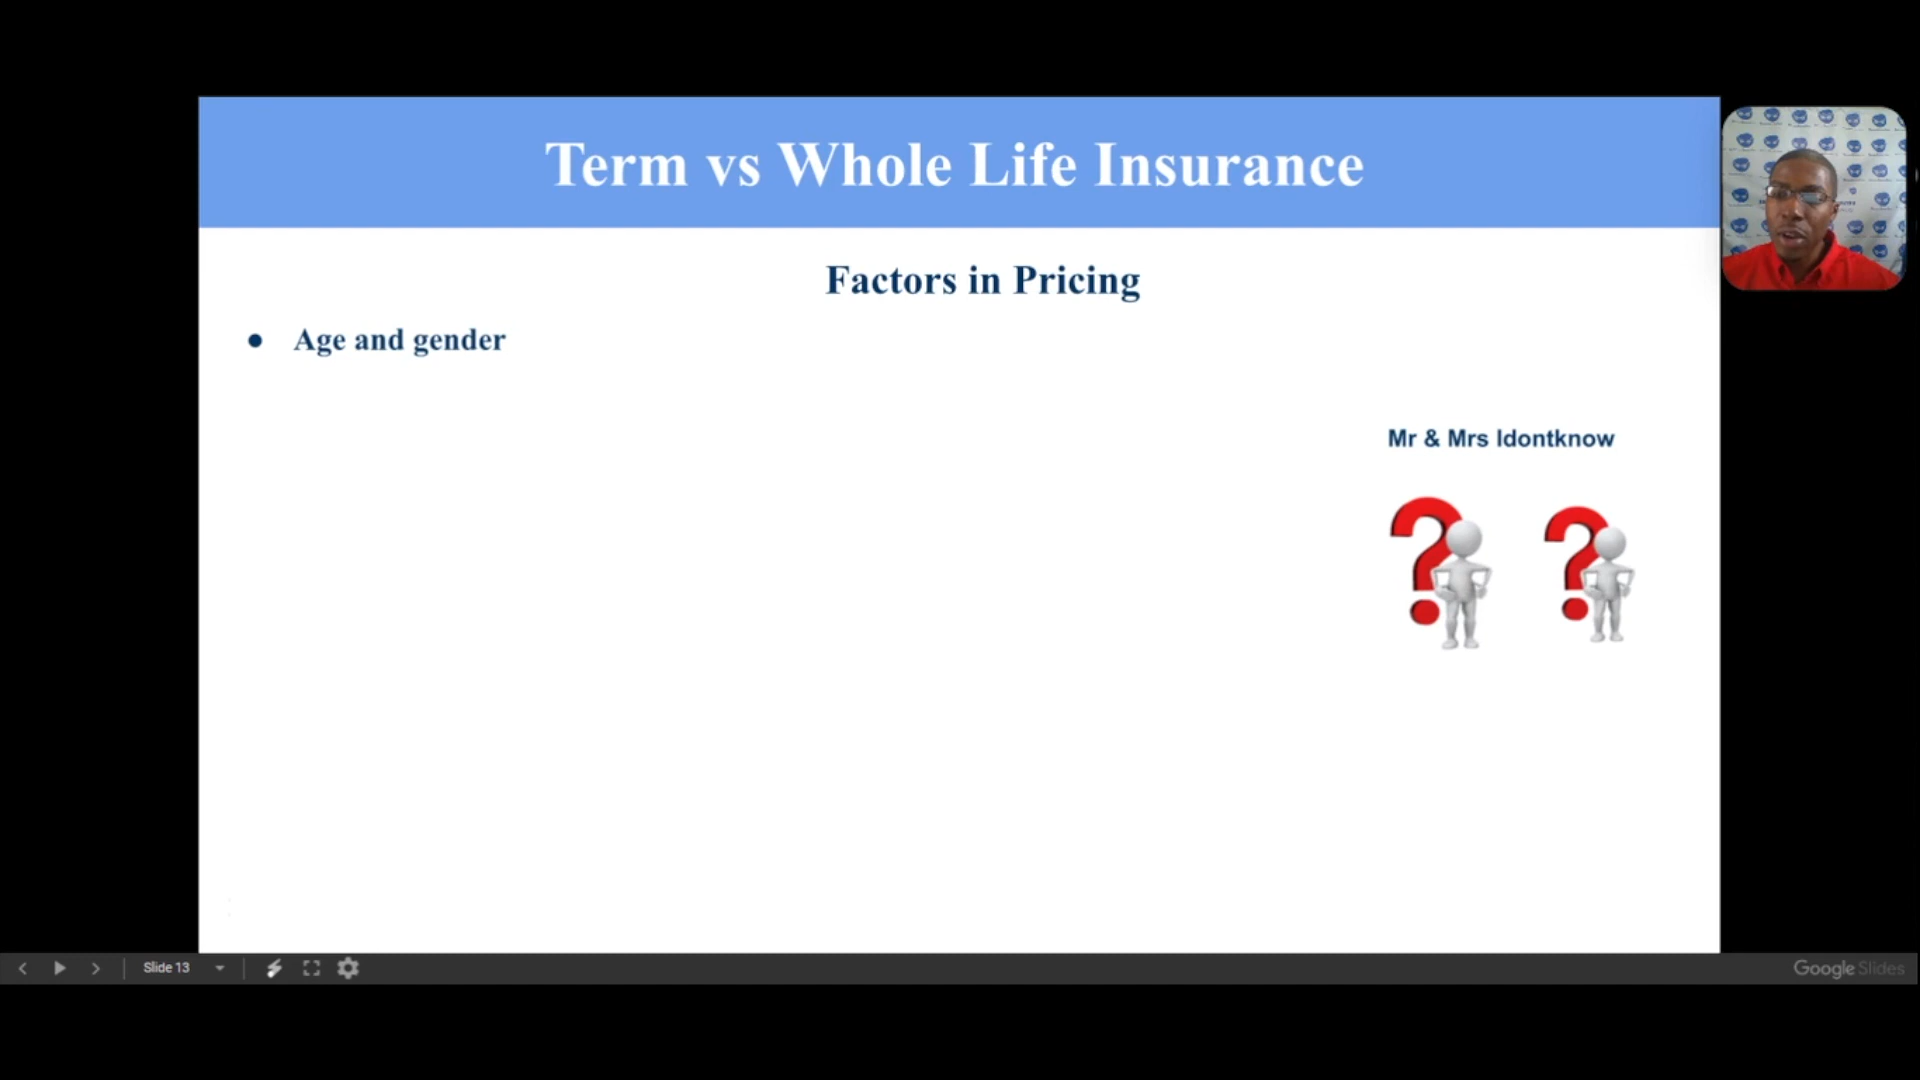 Term vs Whole Life Insurance
Factors in Pricing
● Age and gender
Mr & Mrs Idontknow
Slide 13
Google Slides